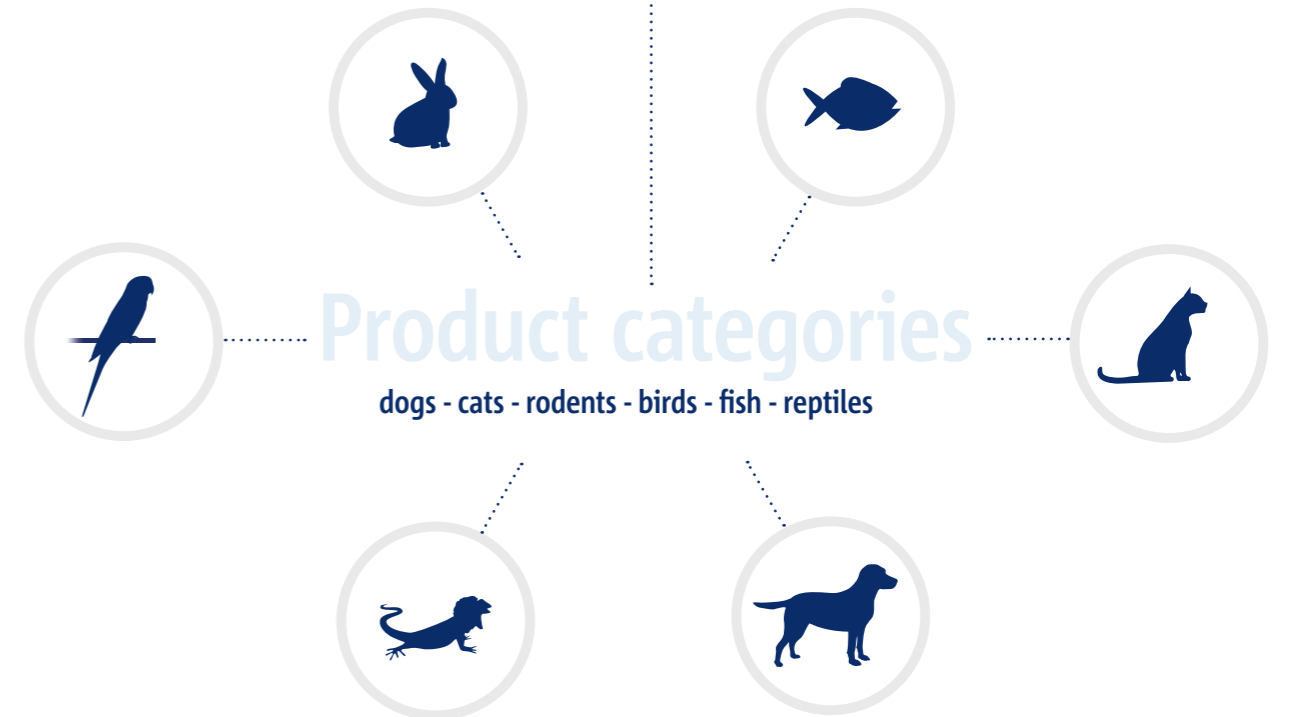 Product categories
dogs - cats - rodents - birds - fish - reptiles